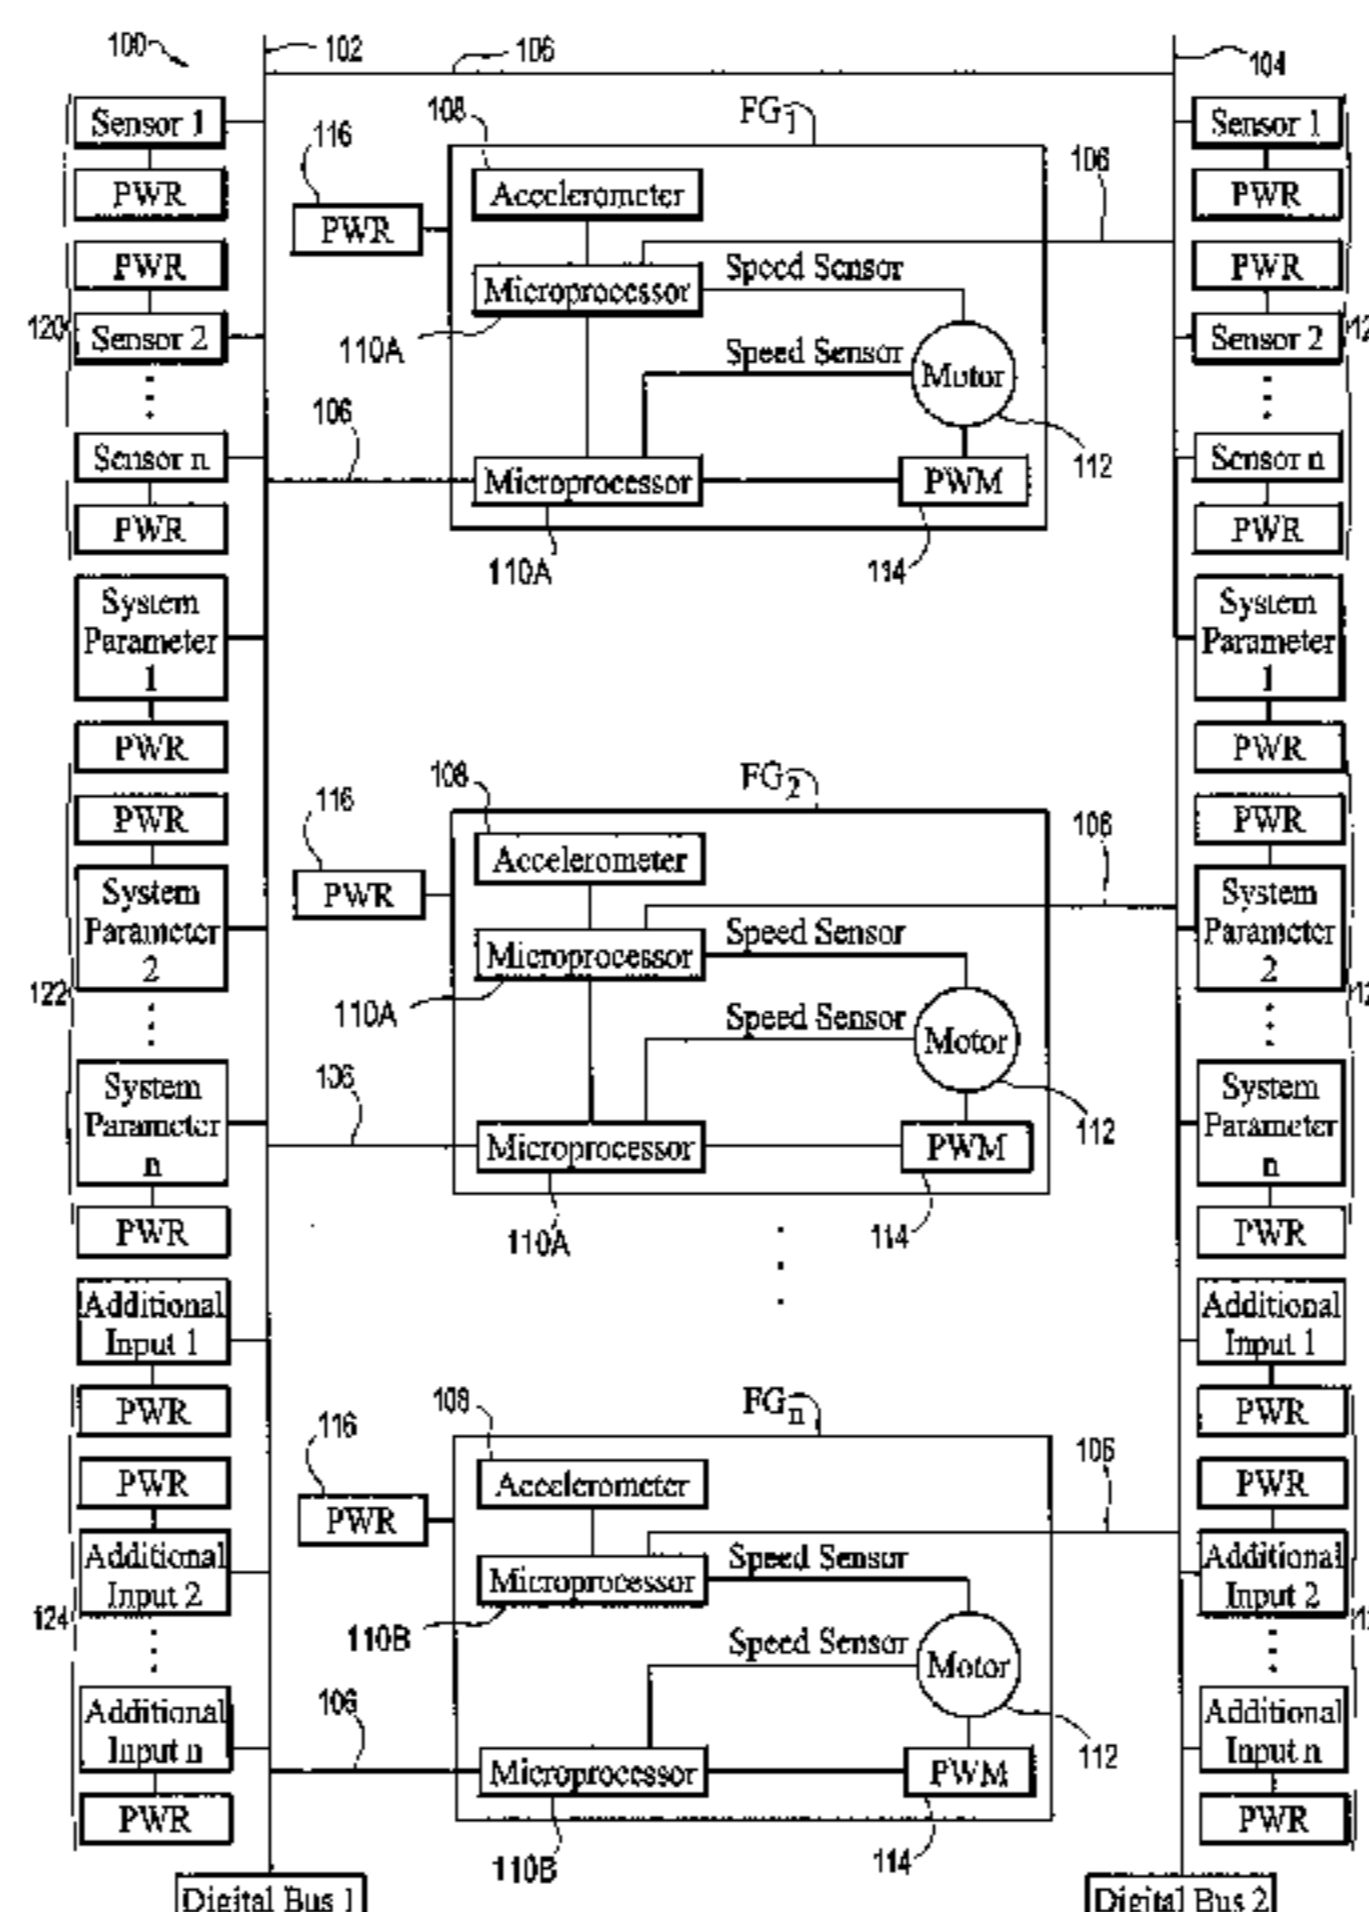 100
102
106
104
Sensor 1
PWR
PWR
120
Sensor 2
Sensor n
PWR
System
Parameter
1
PWR
PWR
System
Parameter
2
122
System
Parameter
n
PWR
Additional
Input 1
PWR
PWR
Additional
Input 2
124
Additional
Input n
PWR
Digital Bus 1
FG1
108
116
PWR
Accelerometer
106
Microprocessor
Speed Sensor
110A
Speed Sensor
Motor
106
112
Microprocessor
PWM
110A
114
FG2
108
116
PWR
Accelerometer
106
Microprocessor
Speed Sensor
110A
Speed Sensor
Motor
106
112
Microprocessor
PWM
110A
114
FGn
108
116
PWR
Accelerometer
106
Microprocessor
Speed Sensor
110B
Speed Sensor
Motor
106
112
Microprocessor
PWM
110B
114
Sensor 1
PWR
PWR
Sensor 2
Sensor n
PWR
System
Parameter
1
PWR
PWR
System
Parameter
2
System
Parameter
n
PWR
Additional
Input 1
PWR
PWR
Additional
Input 2
Additional
Input n
PWR
Digital Bus 2